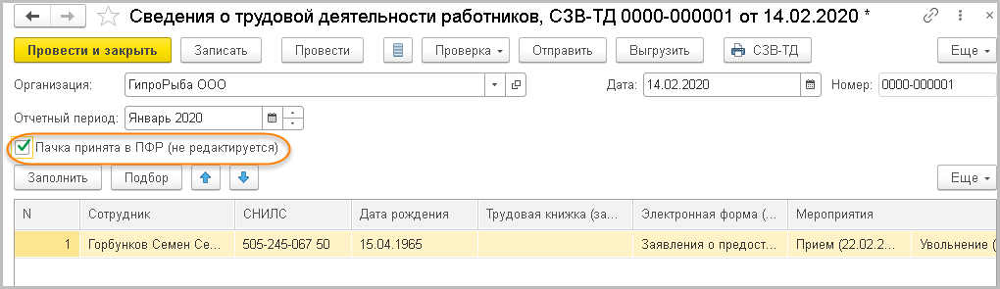 Сведения о трудовой деятельности работников, СЗВ-ТД 0000-000001 от 14.02.2020 *
Провести и закрыть Записать Провести Проверка Отправить Выгрузить СЗВ-ТД Еще
Организация: ГипроРыба ООО Дата: 14.02.2020 Номер: 0000-000001
Отчетный период: Январь 2020
Пачка принята в ПФР (не редактируется)
Заполнить Подбор Еще
N Сотрудник СНИЛС Дата рождения Трудовая книжка (за... Электронная форма (... Мероприятия
1 Горбунков Семен Се... 505-245-067 50 15.04.1965 Заявления о предост... Прием (22.02.2... Увольнение (